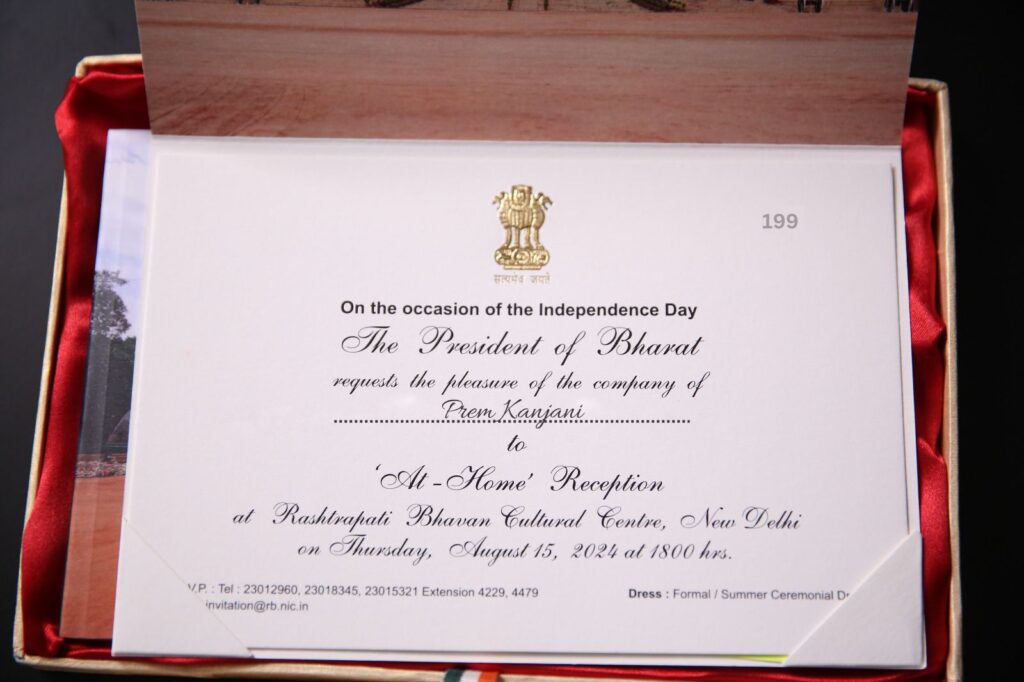 199
सत्यमेव जयते
On the occasion of the Independence Day
The President of Bharat
requests the pleasure of the company of
Prem Kanjani
to
‘At-Home’ Reception
at Rashtrapati Bhavan Cultural Centre, New Delhi
on Thursday, August 15, 2024 at 1800 hrs.
V.P. : Tel : 23012960, 23018345, 23015321 Extension 4229, 4479
invitation@rb.nic.in
Dress : Formal / Summer Ceremonial